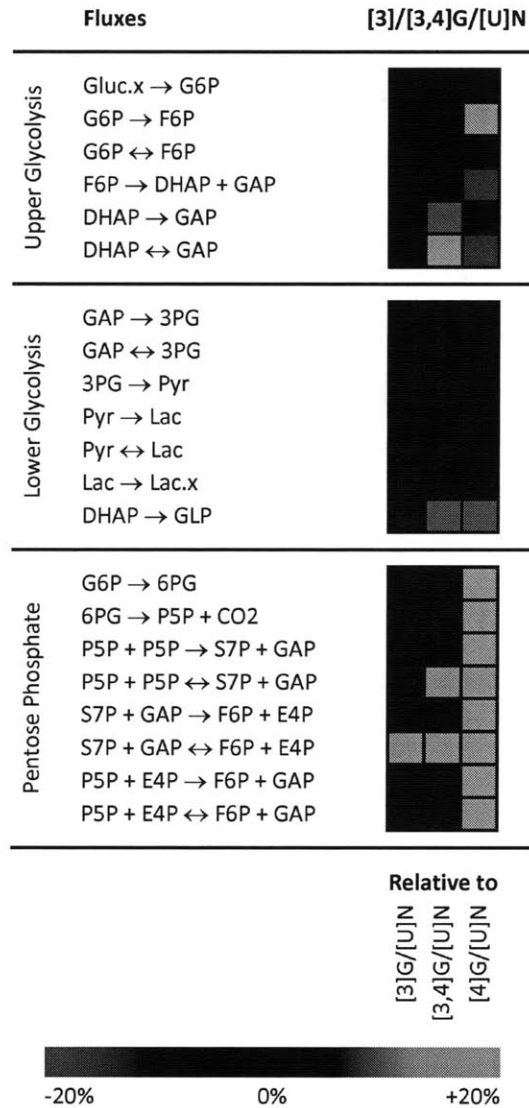 Fluxes [3]/[3,4]G/[U]N
Upper Glycolysis
Gluc.x → G6P
G6P → F6P
G6P ↔ F6P
F6P → DHAP + GAP
DHAP → GAP
DHAP ↔ GAP
Lower Glycolysis
GAP → 3PG
GAP ↔ 3PG
3PG → Pyr
Pyr → Lac
Pyr ↔ Lac
Lac → Lac.x
DHAP → GLP
Pentose Phosphate
G6P → 6PG
6PG → P5P + CO2
P5P + P5P → S7P + GAP
P5P + P5P ↔ S7P + GAP
S7P + GAP → F6P + E4P
S7P + GAP ↔ F6P + E4P
P5P + E4P → F6P + GAP
P5P + E4P ↔ F6P + GAP
Relative to
[3]G/[U]N
[3,4]G/[U]N
[4]G/[U]N
-20% 0% +20%